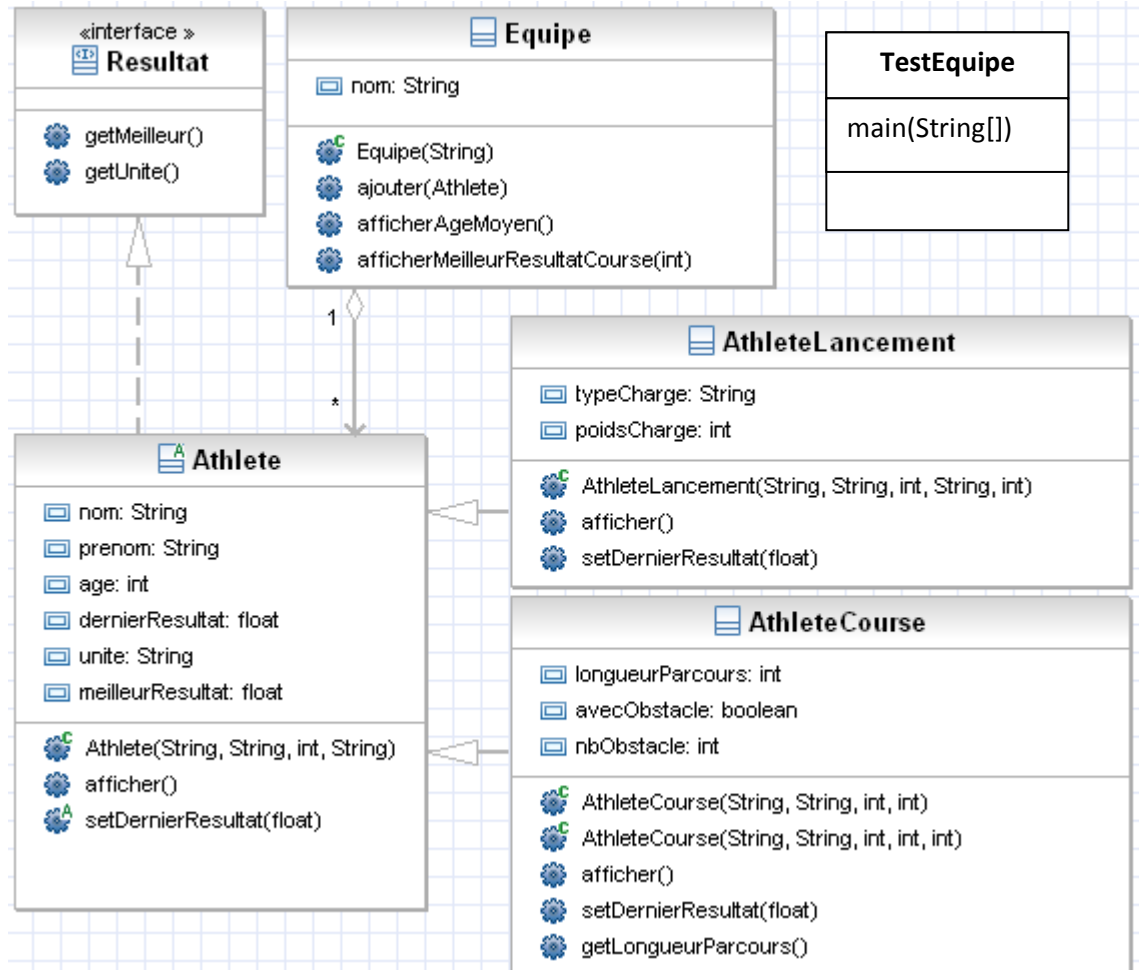 «interface »
Resultat
getMeilleur()
getUnite()
Equipe
nom: String
Equipe(String)
ajouter(Athlete)
afficherAgeMoyen()
afficherMeilleurResultatCourse(int)
TestEquipe
main(String[])
1
*
Athlete
nom: String
prenom: String
age: int
dernierResultat: float
unite: String
meilleurResultat: float
Athlete(String, String, int, String)
afficher()
setDernierResultat(float)
AthleteLancement
typeCharge: String
poidsCharge: int
AthleteLancement(String, String, int, String, int)
afficher()
setDernierResultat(float)
AthleteCourse
longueurParcours: int
avecObstacle: boolean
nbObstacle: int
AthleteCourse(String, String, int, int)
AthleteCourse(String, String, int, int, int)
afficher()
setDernierResultat(float)
getLongueurParcours()